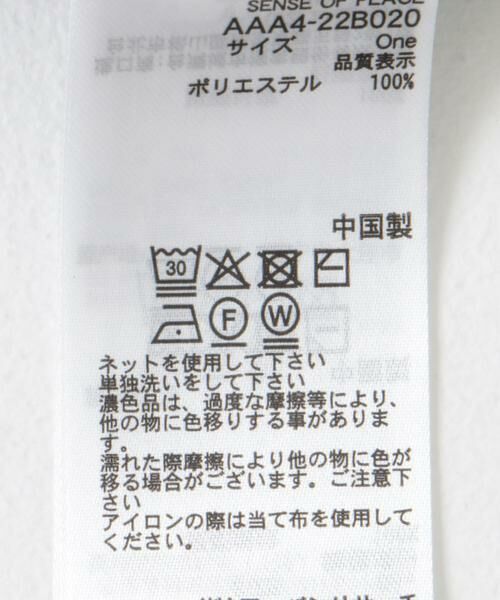 SENSE OF PLACE
AAA4-22B020
サイズ One
品質表示
ポリエステル 100%
中国製
30
F W
ネットを使用して下さい
単独洗いをして下さい
濃色品は、過度な摩擦等により、
他の物に色移りする事がありま
す。
濡れた際摩擦により他の物に色が
移る場合がございます。ご注意下
さい
アイロンの際は当て布を使用して
ください。